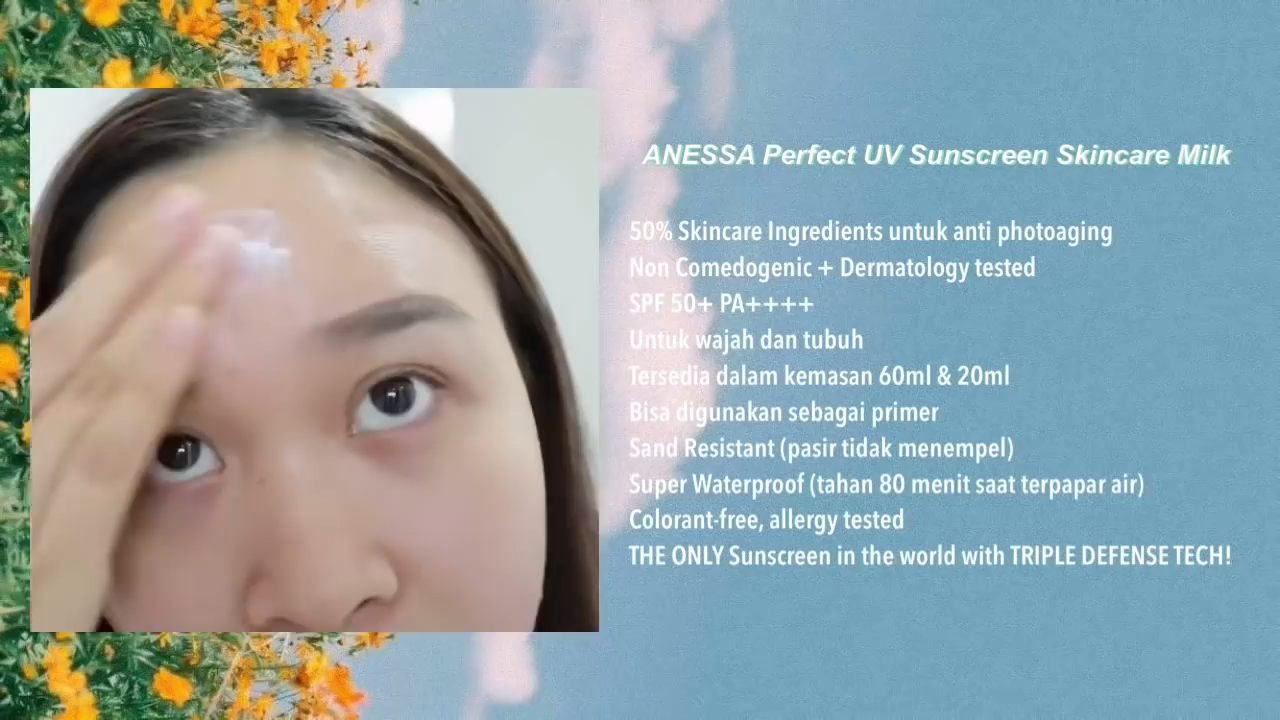 ANESSA Perfect UV Sunscreen Skincare Milk
50% Skincare Ingredients untuk anti photoaging
Non Comedogenic + Dermatology tested
SPF 50+ PA++++
Untuk wajah dan tubuh
Tersedia dalam kemasan 60ml & 20ml
Bisa digunakan sebagai primer
Sand Resistant (pasir tidak menempel)
Super Waterproof (tahan 80 menit saat terpapar air)
Colorant-free, allergy tested
THE ONLY Sunscreen in the world with TRIPLE DEFENSE TECH!